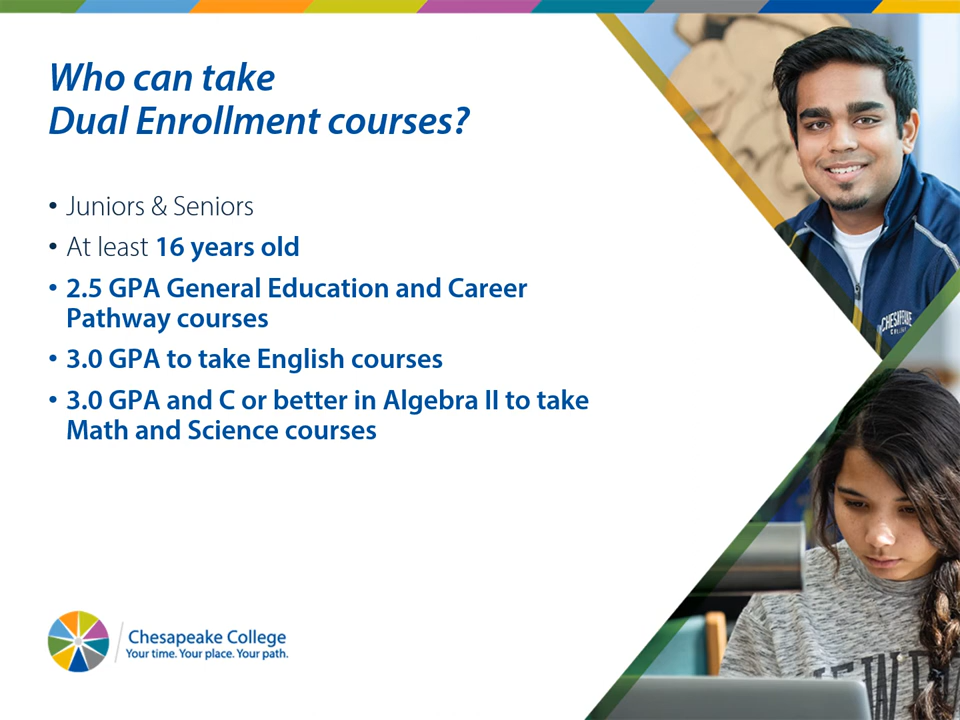 Who can take
Dual Enrollment courses?
• Juniors & Seniors
• At least 16 years old
• 2.5 GPA General Education and Career
Pathway courses
• 3.0 GPA to take English courses
• 3.0 GPA and C or better in Algebra II to take
Math and Science courses
CHESAPEAKE
Chesapeake College
Your time. Your place. Your path.